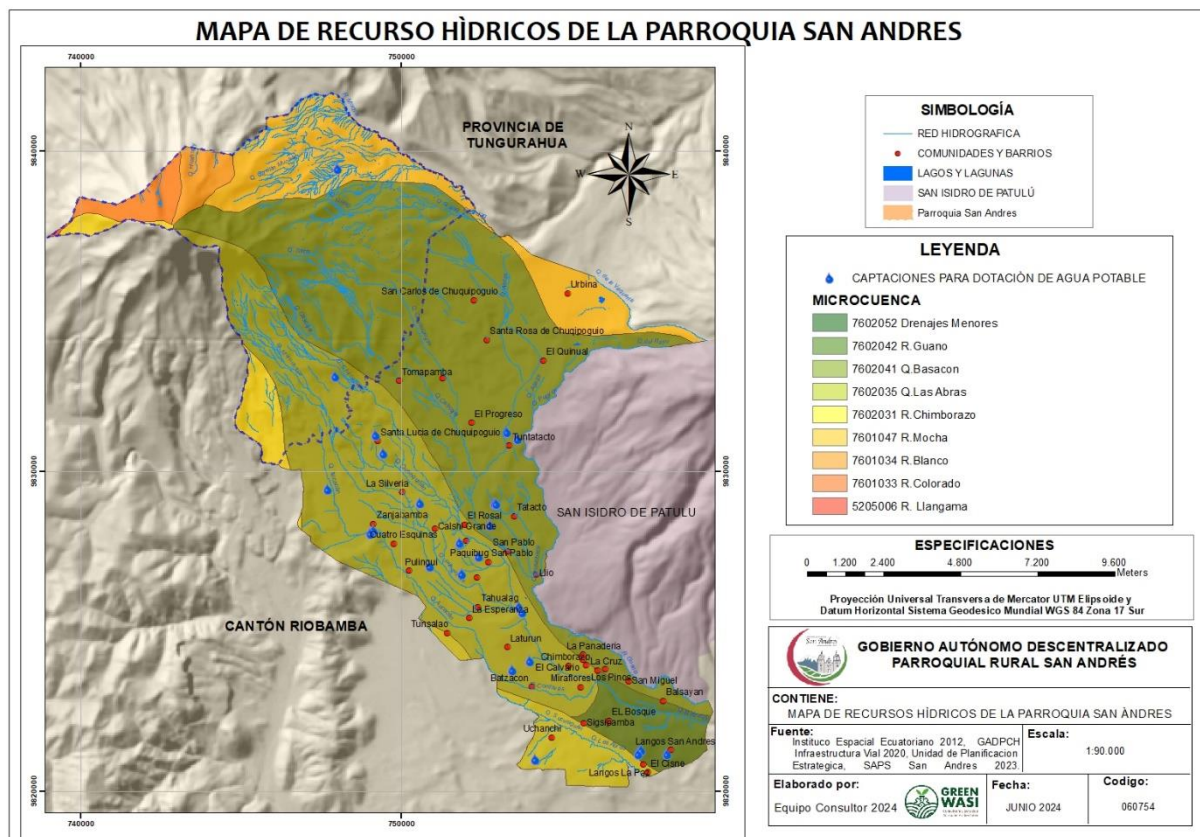 MAPA DE RECURSO HÌDRICOS DE LA PARROQUIA SAN ANDRES
740000
750000
9840000
9840000
PROVINCIA DE
TUNGURAHUA
N
W
E
S
Urbina
San Carlos de Chuquipoguio
Santa Rosa de Chuqipoguio
El Quinual
Tomapamba
El Progreso
Santa Lucia de Chuquipoguio
Tuntatacto
9830000
9830000
La Silveria
Tatacto
SAN ISIDRO DE PATULU
Zanjapamba
El Rosal
Calshi Grande
Cuatro Esquinas
San Pablo
Paquibug San Pablo
Pulingui
Llio
Tahualag
La Esperanza
CANTÓN RIOBAMBA
Tunsalao
Laturun
La Panaderia
Chimborazo
La Cruz
El Calvario
Batzacon
Miraflores
Los Pinos
San Miguel
Balsayan
EL Bosque
Sigsipamba
Uchanchi
Langos San Andres
El Cisne
Langos La Paz
9820000
9820000
740000
750000
SIMBOLOGÍA
RED HIDROGRAFICA
COMUNIDADES Y BARRIOS
LAGOS Y LAGUNAS
SAN ISIDRO DE PATULÚ
Parroquia San Andres
LEYENDA
CAPTACIONES PARA DOTACIÒN DE AGUA POTABLE
MICROCUENCA
7602052 Drenajes Menores
7602042 R.Guano
7602041 Q.Basacon
7602035 Q.Las Abras
7602031 R.Chimborazo
7601047 R.Mocha
7601034 R.Blanco
7601033 R.Colorado
5205006 R. Llangama
ESPECIFICACIONES
0 1.200 2.400 4.800 7.200 9.600
Meters
Proyección Universal Transversa de Mercator UTM Elipsoide y
Datum Horizontal Sistema Geodesico Mundial WGS 84 Zona 17 Sur
San Andrés
GOBIERNO AUTÓNOMO DESCENTRALIZADO
PARROQUIAL RURAL SAN ANDRÉS
CONTIENE:
MAPA DE RECURSOS HÌDRICOS DE LA PARROQUIA SAN ÀNDRES
Fuente:
Instituco Espacial Ecuatoriano 2012, GADPCH
Infraestructura Vial 2020, Unidad de Planificacion
Estrategica, SAPS San Andres 2023.
Escala:
1:90.000
Elaborado por:
Equipo Consultor 2024
GREEN
WASI
Fecha:
JUNIO 2024
Codigo:
060754